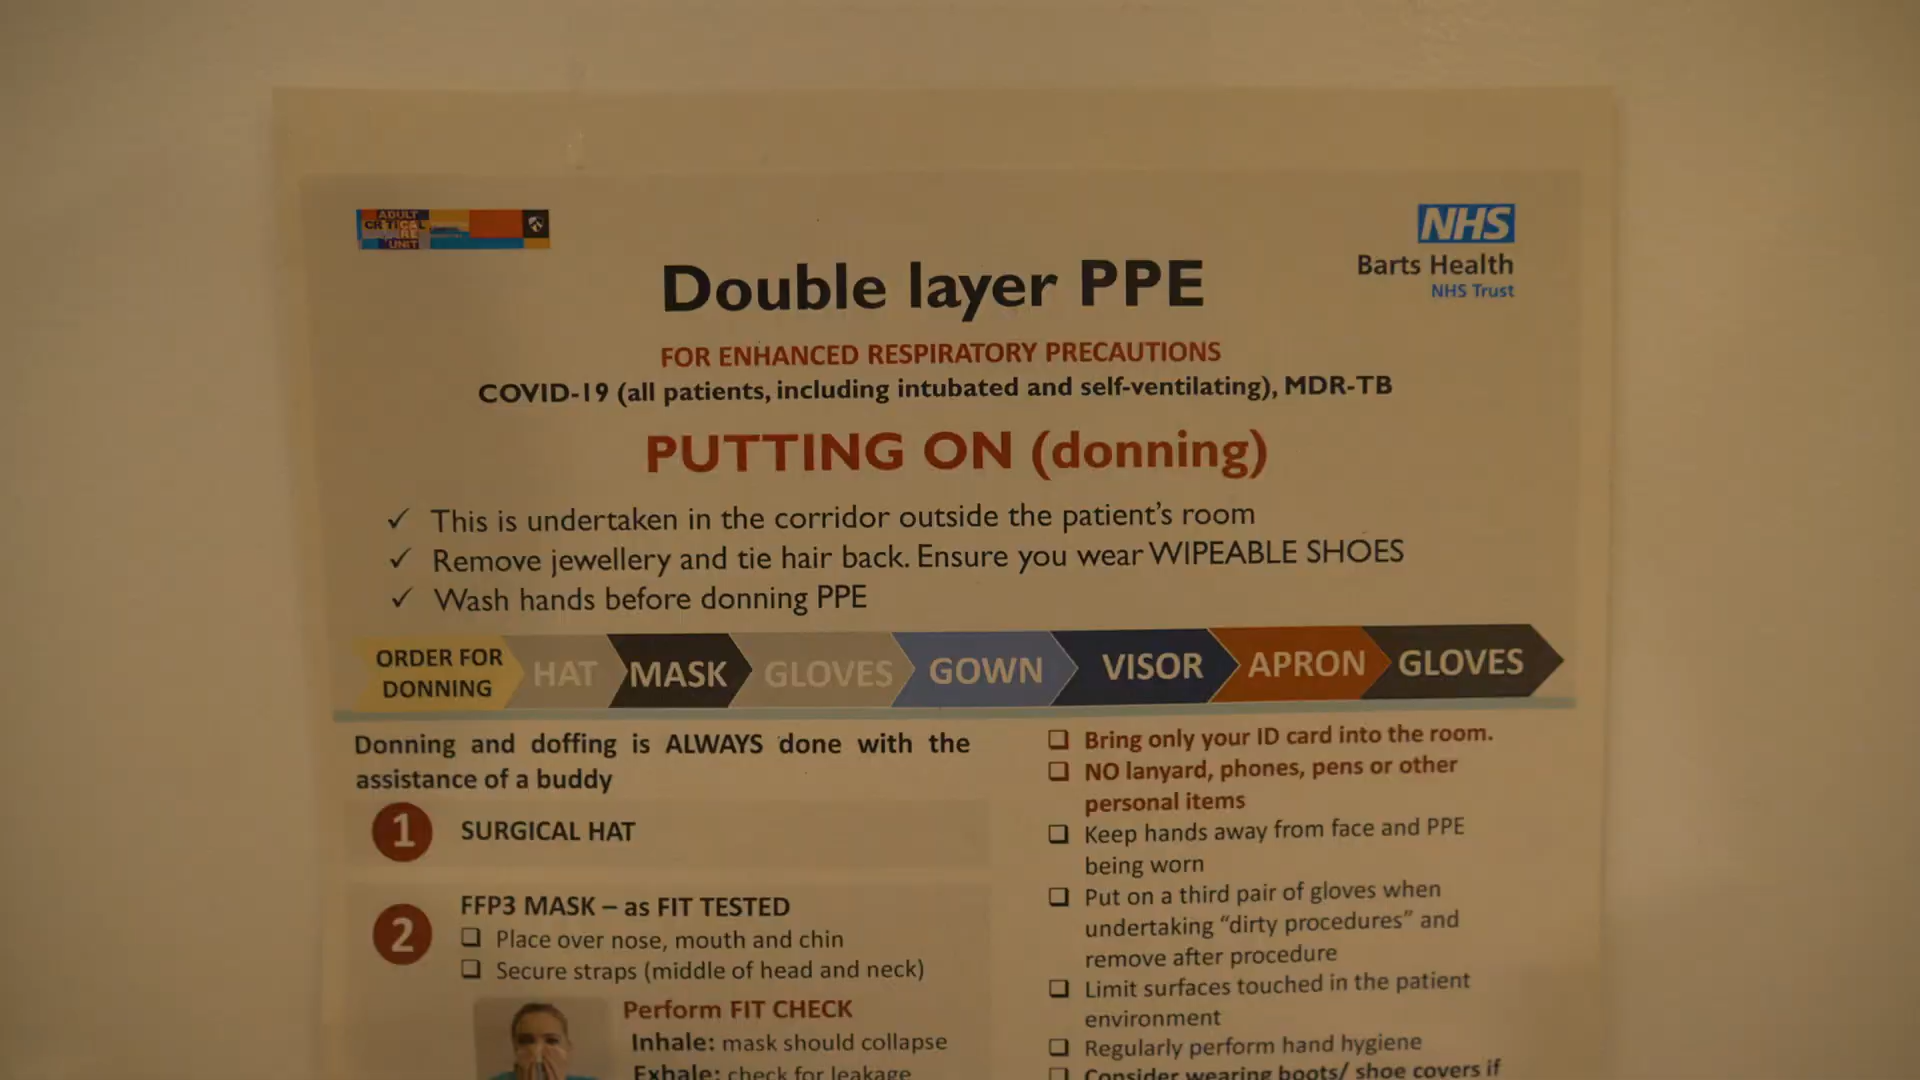 ADULT
CRITICAL
CARE
UNIT
NHS
Barts Health
NHS Trust
Double layer PPE
FOR ENHANCED RESPIRATORY PRECAUTIONS
COVID-19 (all patients, including intubated and self-ventilating), MDR-TB
PUTTING ON (donning)
✓ This is undertaken in the corridor outside the patient's room
✓ Remove jewellery and tie hair back. Ensure you wear WIPEABLE SHOES
✓ Wash hands before donning PPE
ORDER FOR
DONNING
HAT
MASK
GLOVES
GOWN
VISOR
APRON
GLOVES
Donning and doffing is ALWAYS done with the
assistance of a buddy
1 SURGICAL HAT
2 FFP3 MASK – as FIT TESTED
❑ Place over nose, mouth and chin
❑ Secure straps (middle of head and neck)
Perform FIT CHECK
Inhale: mask should collapse
Exhale: check for leakage
❑ Bring only your ID card into the room.
❑ NO lanyard, phones, pens or other
personal items
❑ Keep hands away from face and PPE
being worn
❑ Put on a third pair of gloves when
undertaking “dirty procedures” and
remove after procedure
❑ Limit surfaces touched in the patient
environment
❑ Regularly perform hand hygiene
❑ Consider wearing boots/ shoe covers if